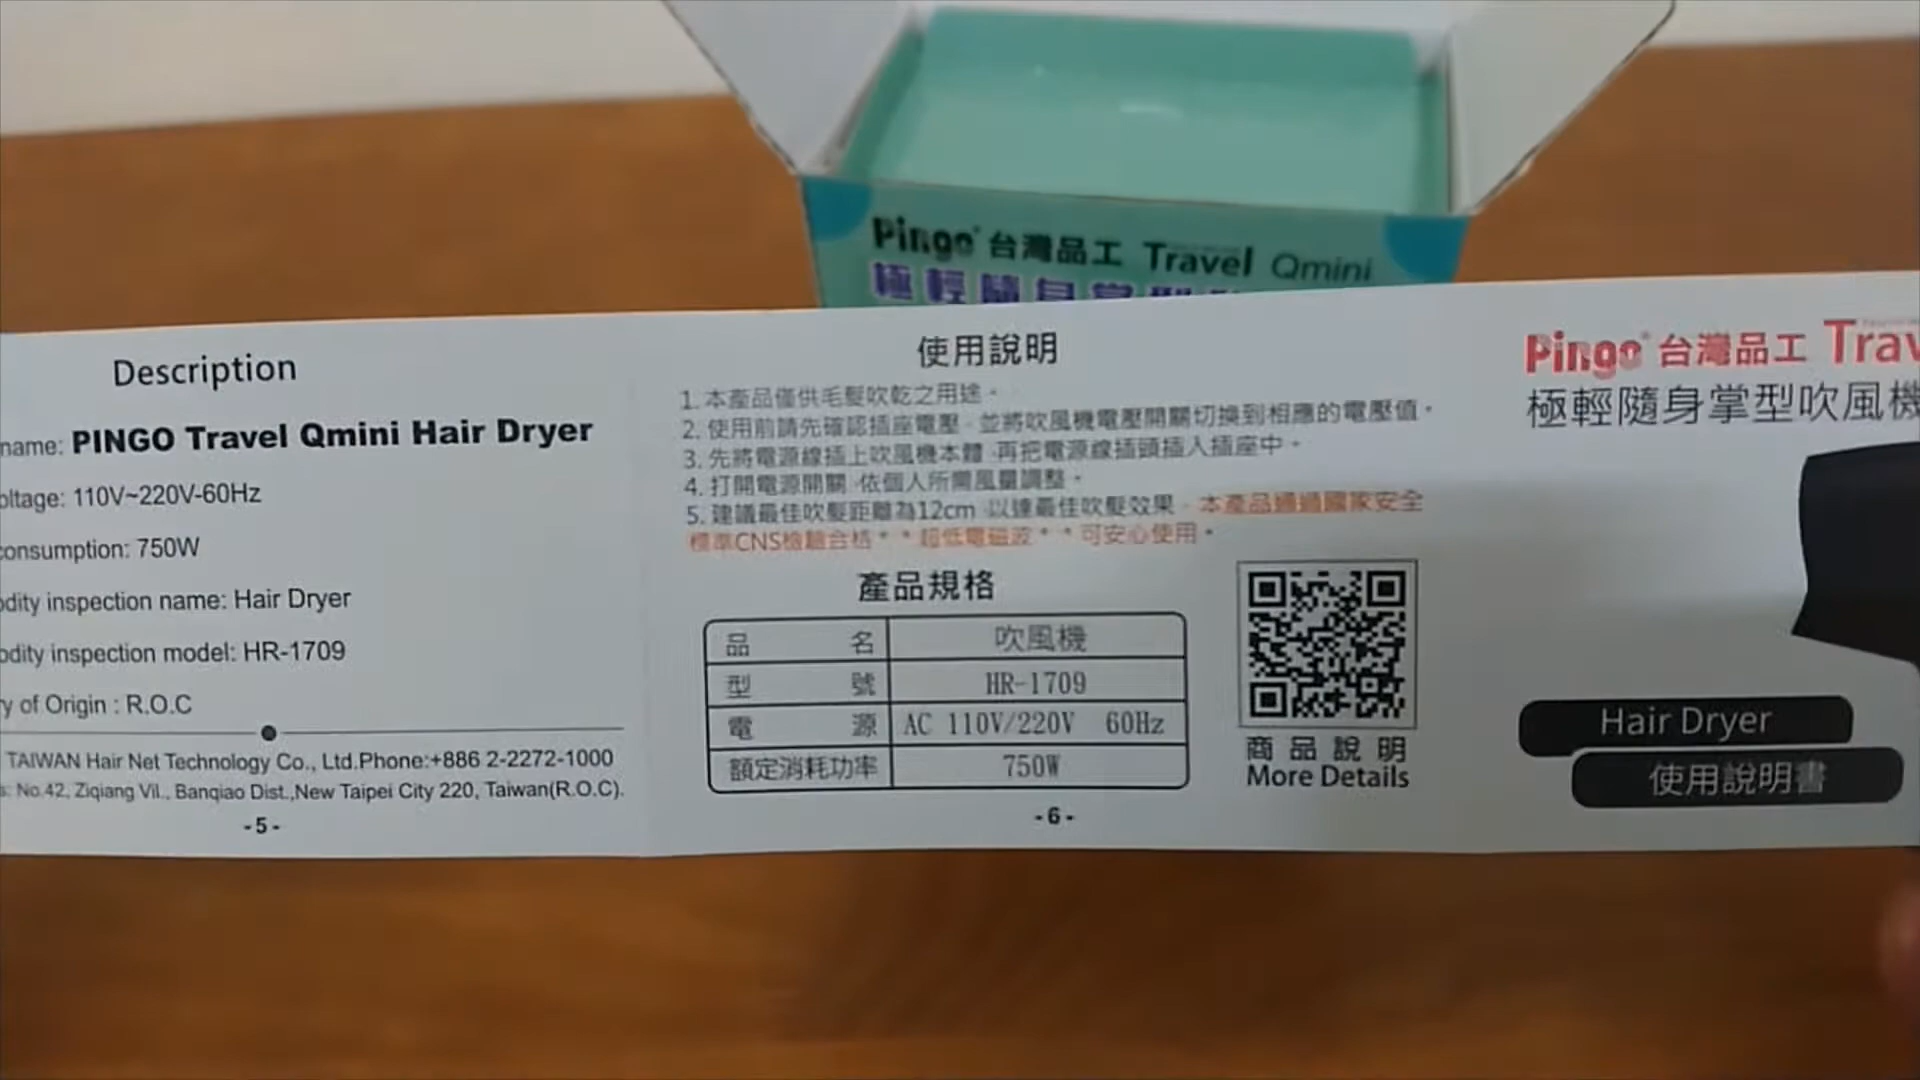 Pingo 台灣品工 Travel Qmini
極輕隨身掌型
Description
name: PINGO Travel Qmini Hair Dryer
oltage: 110V~220V-60Hz
consumption: 750W
odity inspection name: Hair Dryer
odity inspection model: HR-1709
y of Origin : R.O.C
TAIWAN Hair Net Technology Co., Ltd.Phone:+886 2-2272-1000
s: No.42, Ziqiang Vil., Banqiao Dist.,New Taipei City 220, Taiwan(R.O.C).
-5-
使用說明
1. 本產品僅供毛髮吹乾之用途。
2. 使用前請先確認插座電壓，並將吹風機電壓開關切換到相應的電壓值。
3. 先將電源線插上吹風機本體，再把電源線插頭插入插座中。
4. 打開電源開關，依個人所需風量調整。
5. 建議最佳吹髮距離為12cm，以達最佳吹髮效果。本產品通過國家安全
標準CNS檢驗合格**超低電磁波**可安心使用。
產品規格
品名 吹風機
型號 HR-1709
電源 AC 110V/220V 60Hz
額定消耗功率 750W
商品說明
More Details
-6-
Pingo 台灣品工 Trav
極輕隨身掌型吹風機
Hair Dryer
使用說明書